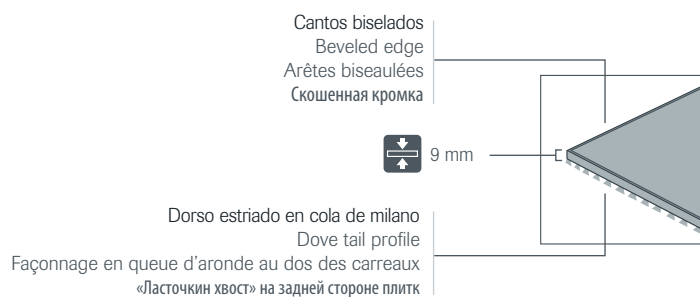 Cantos biselados
Beveled edge
Arêtes biseaulées
Скошенная кромка
9 mm
Dorso estriado en cola de milano
Dove tail profile
Façonnage en queue d'aronde au dos des carreaux
«Ласточкин хвост» на задней стороне плитк